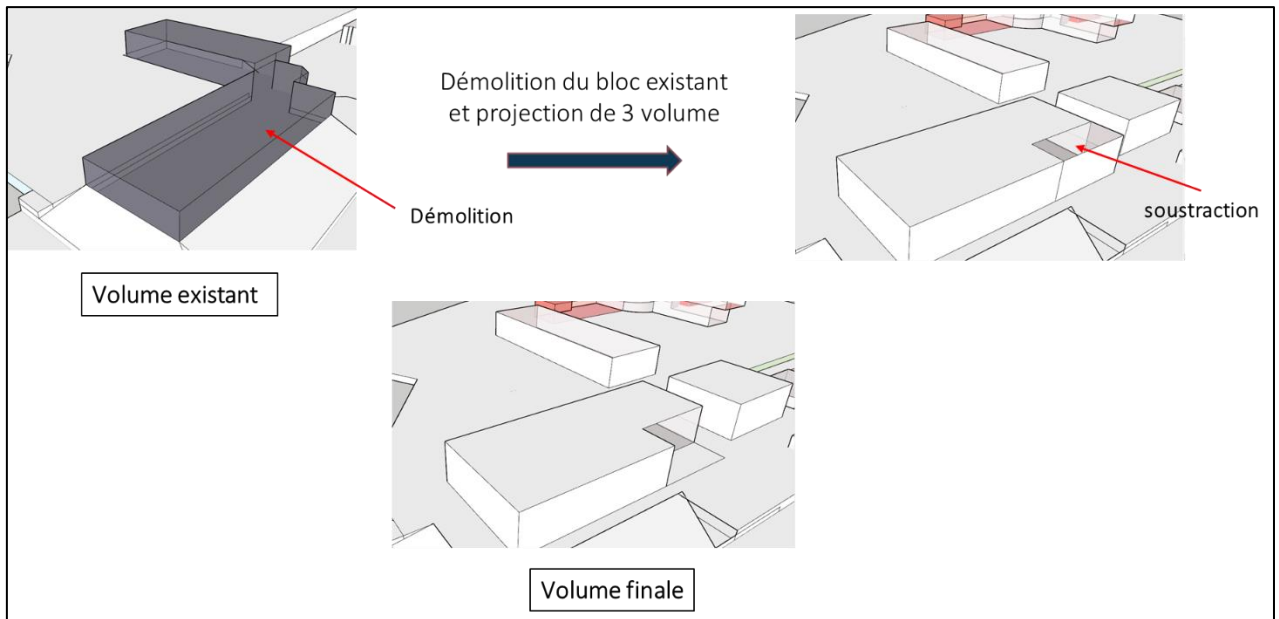 Démolition du bloc existant
et projection de 3 volume
Démolition
soustraction
Volume existant
Volume finale